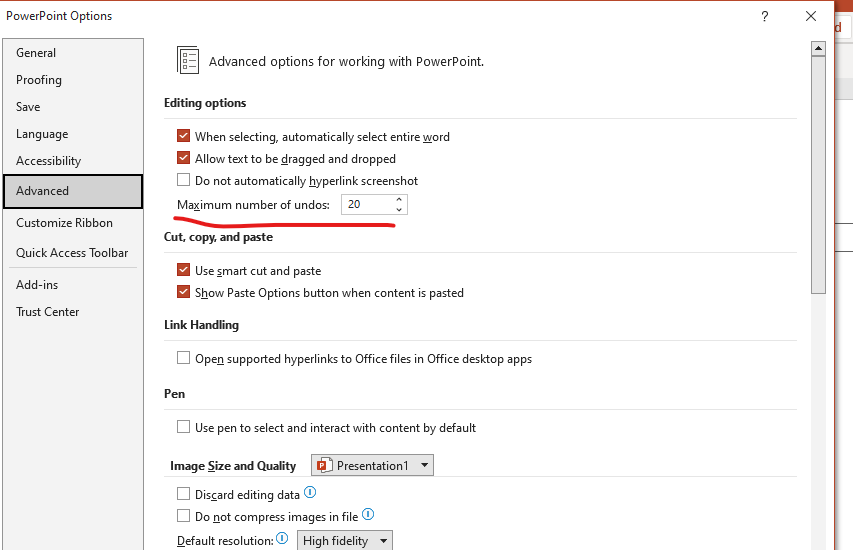 PowerPoint Options
?
General
Proofing
Save
Language
Accessibility
Advanced
Customize Ribbon
Quick Access Toolbar
Add-ins
Trust Center
Advanced options for working with PowerPoint.
Editing options
When selecting, automatically select entire word
Allow text to be dragged and dropped
Do not automatically hyperlink screenshot
Maximum number of undos: 20
Cut, copy, and paste
Use smart cut and paste
Show Paste Options button when content is pasted
Link Handling
Open supported hyperlinks to Office files in Office desktop apps
Pen
Use pen to select and interact with content by default
Image Size and Quality Presentation1
Discard editing data
Do not compress images in file
Default resolution: High fidelity
d